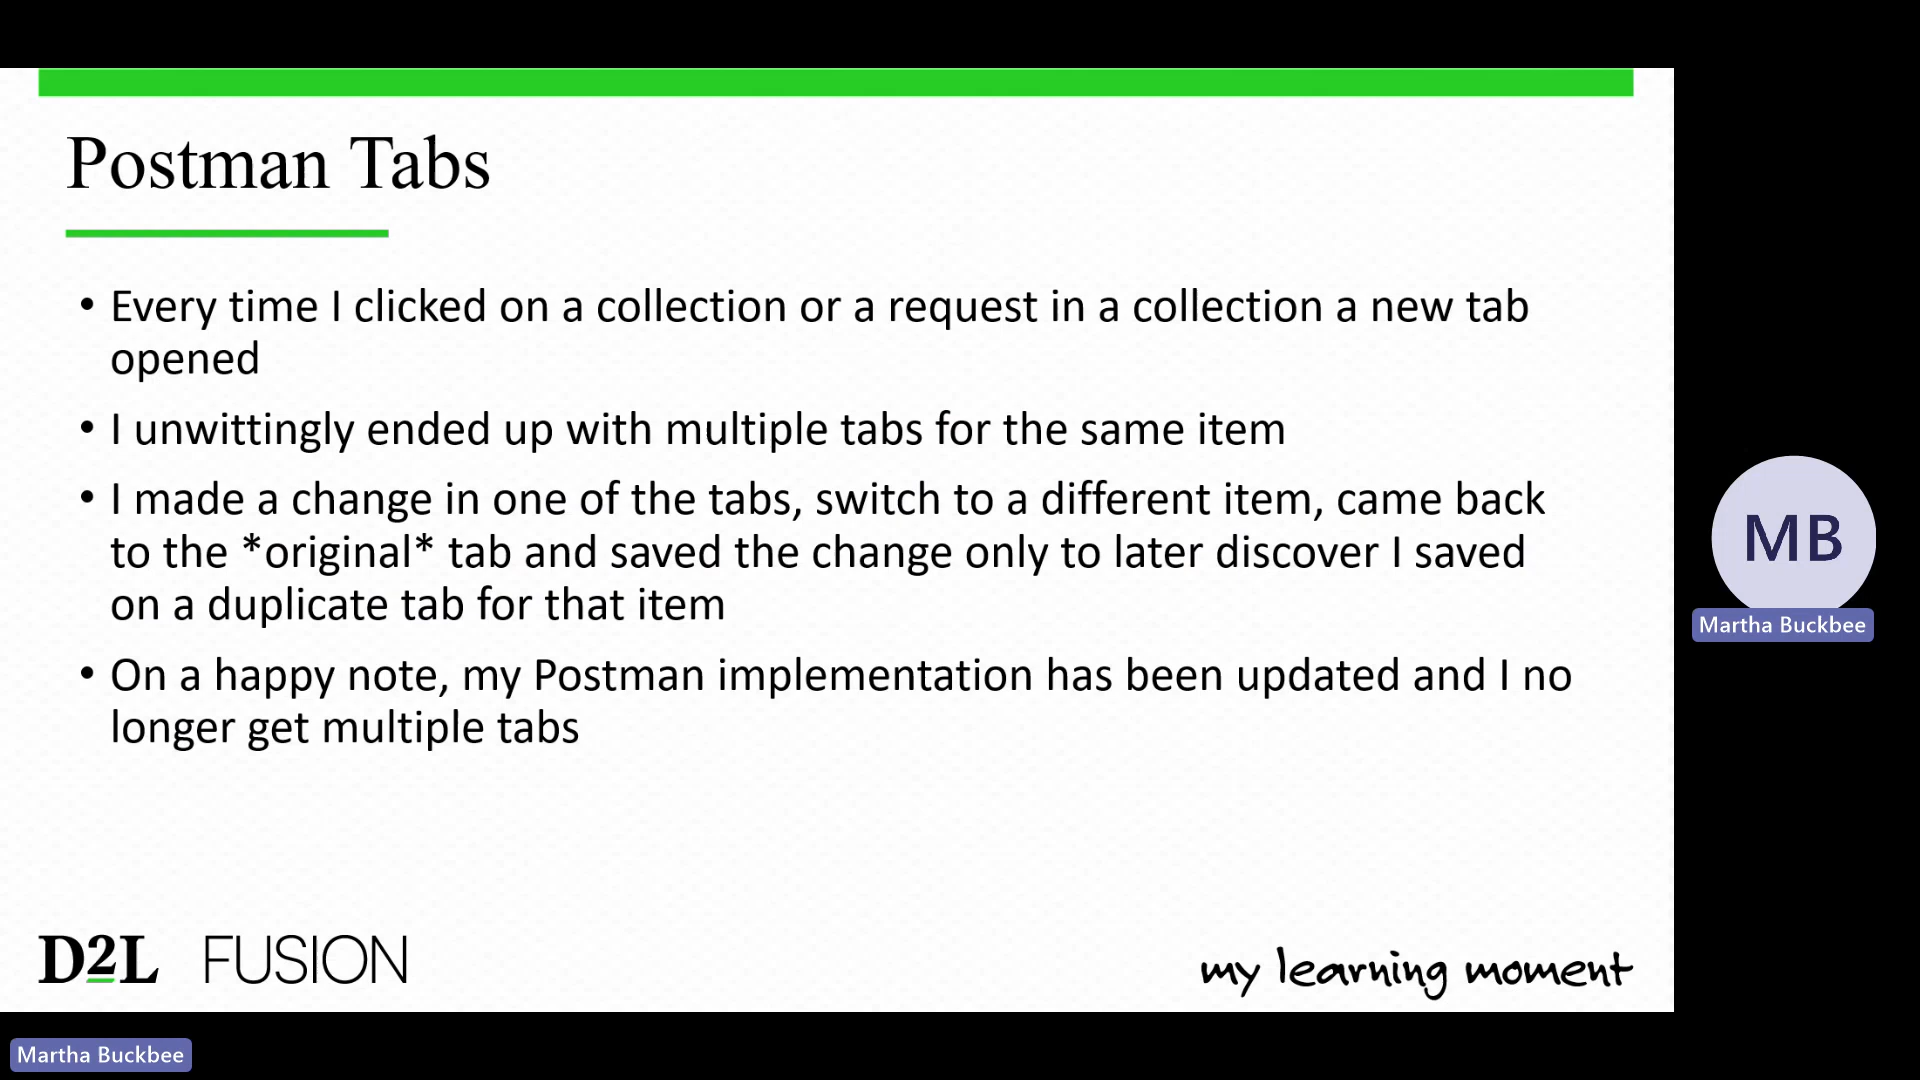 Postman Tabs
• Every time I clicked on a collection or a request in a collection a new tab
opened
• I unwittingly ended up with multiple tabs for the same item
• I made a change in one of the tabs, switch to a different item, came back
to the *original* tab and saved the change only to later discover I saved
on a duplicate tab for that item
• On a happy note, my Postman implementation has been updated and I no
longer get multiple tabs
MB
Martha Buckbee
D2L FUSION
my learning moment
Martha Buckbee